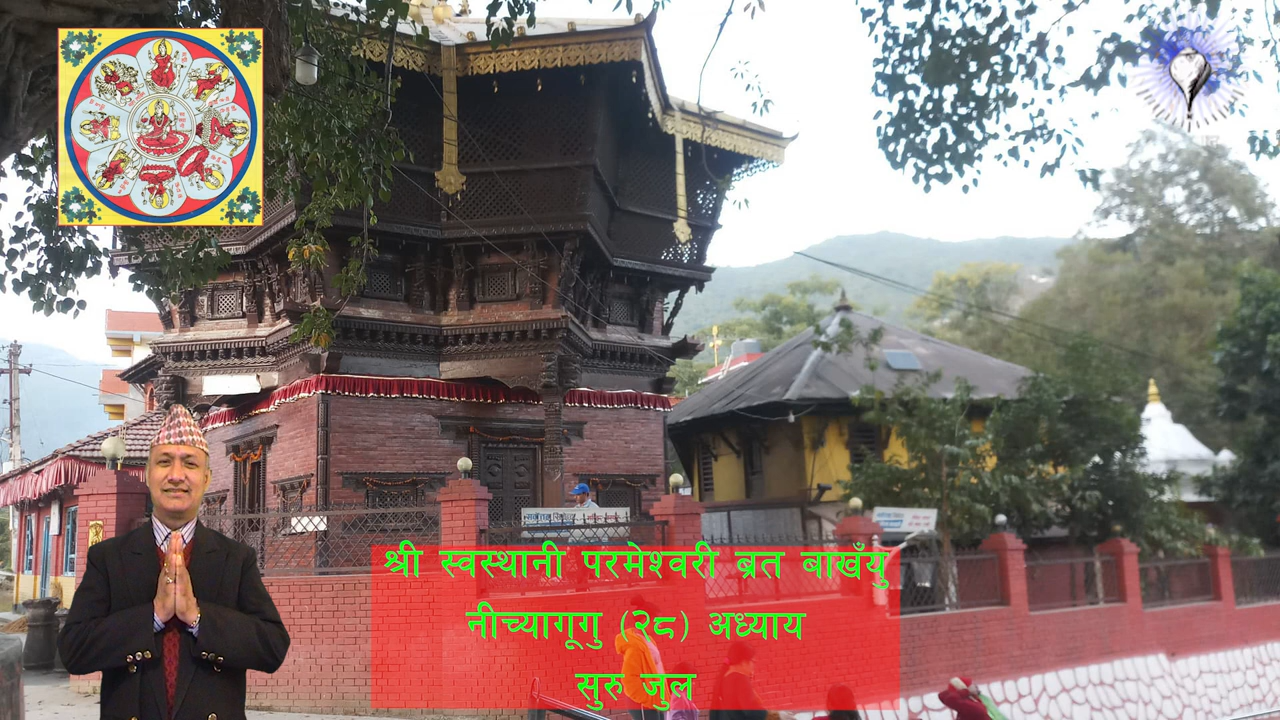 श्री स्वस्थानी परमेश्वरी ब्रत बाखँयु
नीच्यागूगु (२८) अध्याय
सुरु जुल